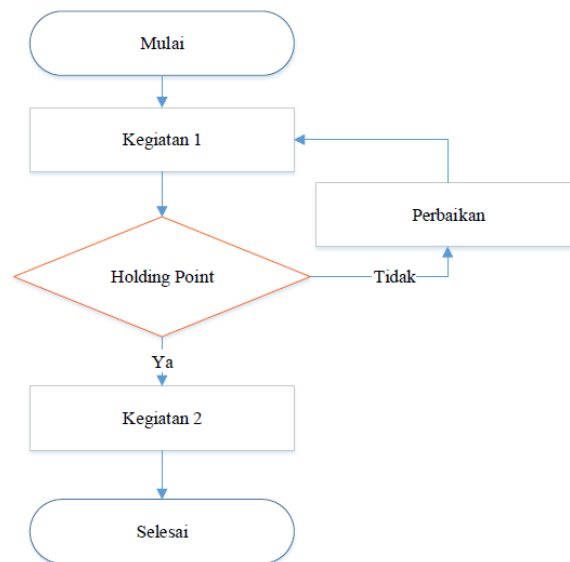 Mulai
Kegiatan 1
Perbaikan
Holding Point
Tidak
Ya
Kegiatan 2
Selesai